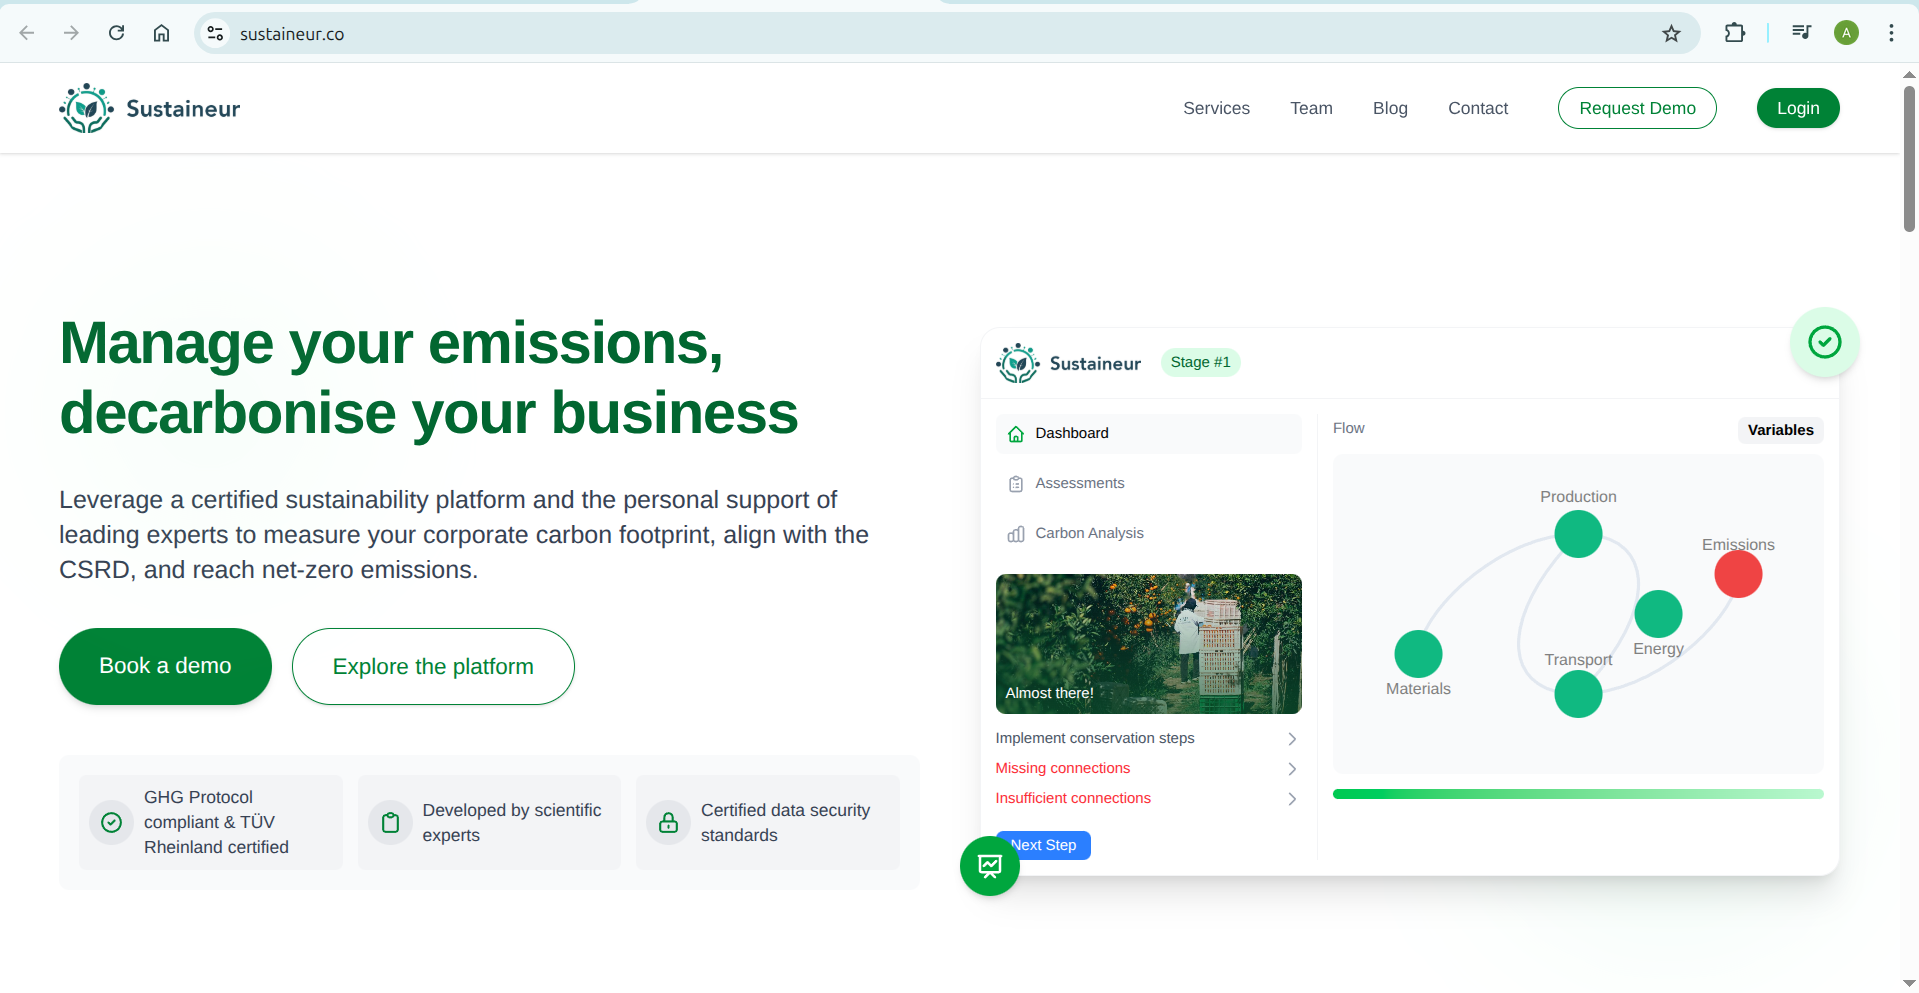 sustaineur.co
A
Sustaineur
Services
Team
Blog
Contact
Request Demo
Login
Manage your emissions,
decarbonise your business
Leverage a certified sustainability platform and the personal support of
leading experts to measure your corporate carbon footprint, align with the
CSRD, and reach net-zero emissions.
Book a demo
Explore the platform
GHG Protocol
compliant & TÜV
Rheinland certified
Developed by scientific
experts
Certified data security
standards
Sustaineur
Stage #1
Dashboard
Assessments
Carbon Analysis
Almost there!
Implement conservation steps
Missing connections
Insufficient connections
Next Step
Flow
Variables
Production
Emissions
Energy
Transport
Materials